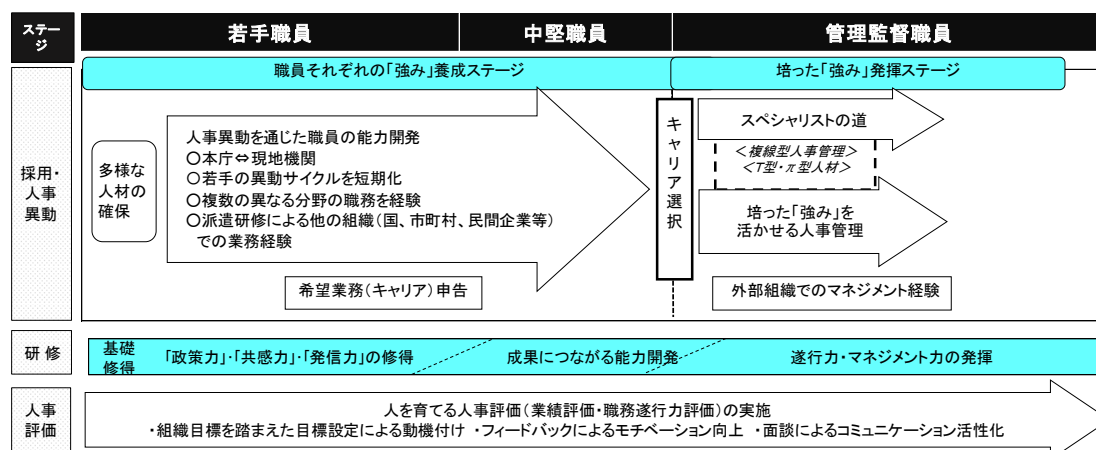 ステー
ジ
若手職員
中堅職員
管理監督職員
職員それぞれの「強み」養成ステージ
培った「強み」発揮ステージ
採用・
人事
異動
多様な
人材の
確保
人事異動を通じた職員の能力開発
○本庁⇔現地機関
○若手の異動サイクルを短期化
○複数の異なる分野の職務を経験
○派遣研修による他の組織(国、市町村、民間企業等)
での業務経験
希望業務(キャリア)申告
キャリア選択
スペシャリストの道
<複線型人事管理>
<T型・π型人材>
培った「強み」を
活かせる人事管理
外部組織でのマネジメント経験
研 修
基礎
修得
「政策力」・「共感力」・「発信力」の修得
成果につながる能力開発
遂行力・マネジメント力の発揮
人事
評価
人を育てる人事評価(業績評価・職務遂行力評価)の実施
・組織目標を踏まえた目標設定による動機付け ・フィードバックによるモチベーション向上 ・面談によるコミュニケーション活性化